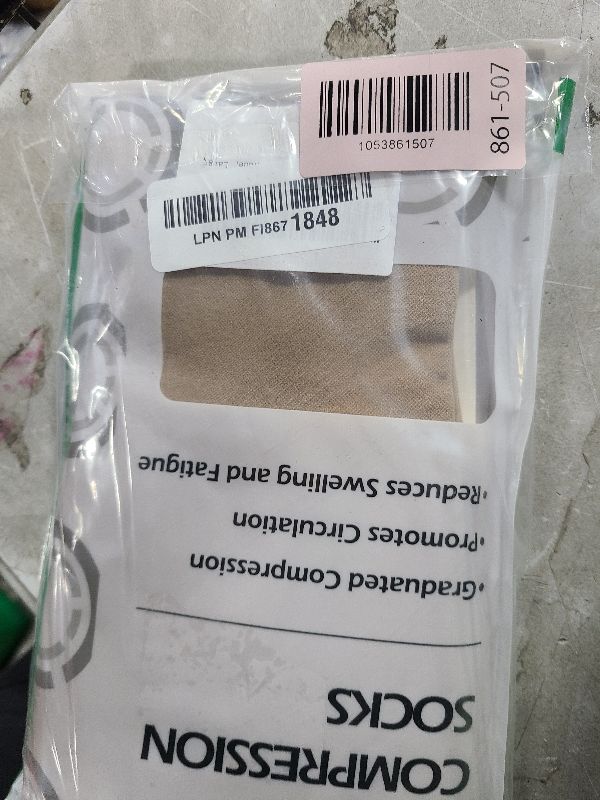 1053861507
861-507
LPN PM FI867 1848
COMPRESSION
SOCKS
•Graduated Compression
•Promotes Circulation
•Reduces Swelling and Fatigue